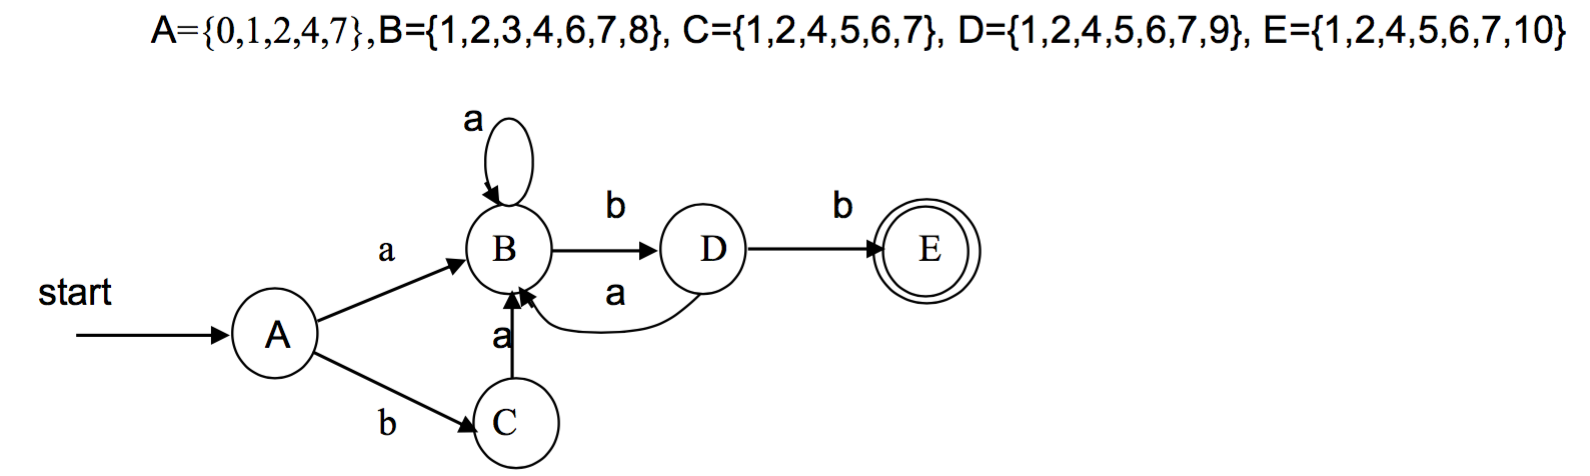 A={0,1,2,4,7},B={1,2,3,4,6,7,8}, C={1,2,4,5,6,7}, D={1,2,4,5,6,7,9}, E={1,2,4,5,6,7,10}
a
b
b
a
B
D
E
start
a
A
a
b
C